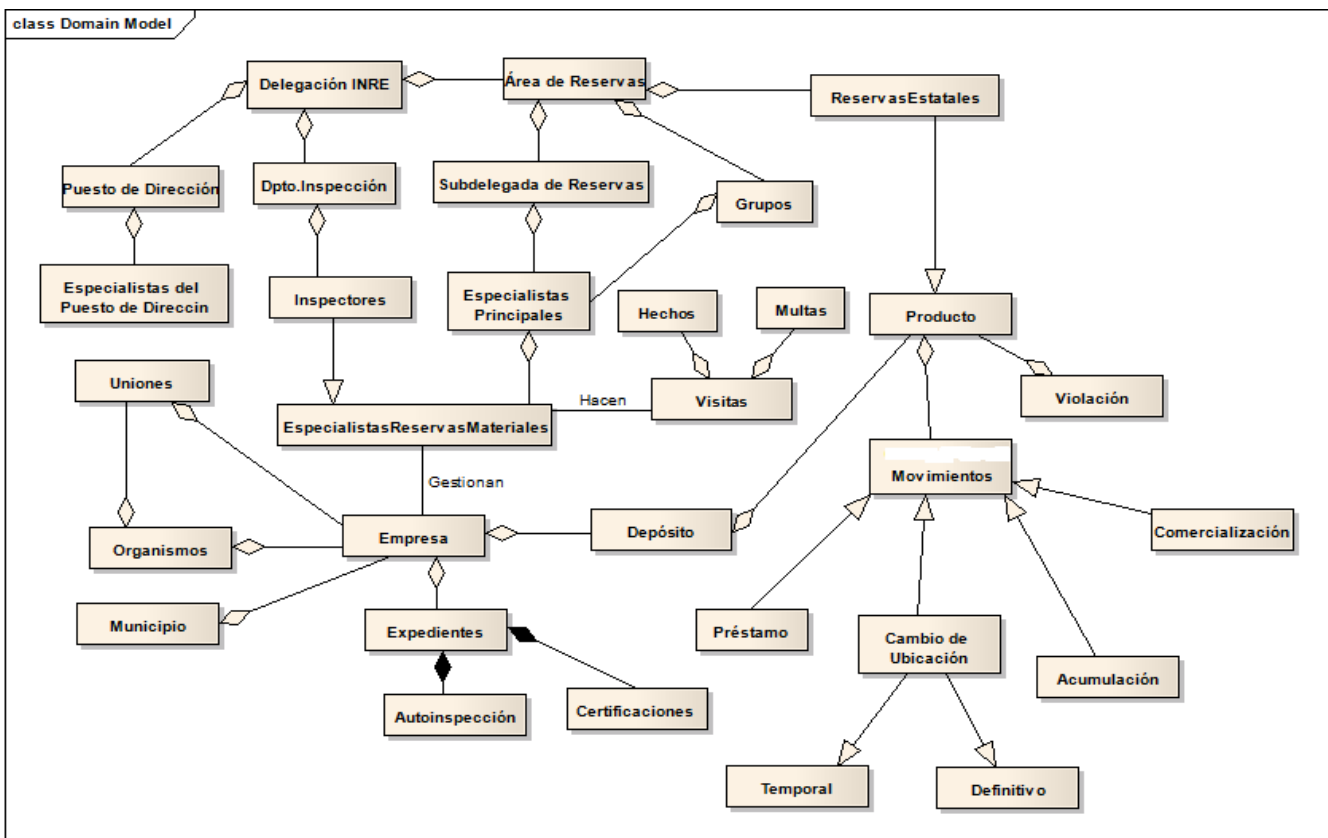 class Domain Model
Delegación INRE
Área de Reservas
ReservasEstatales
Puesto de Dirección
Dpto.Inspección
Subdelegada de Reservas
Grupos
Especialistas del
Puesto de Direccin
Inspectores
Especialistas
Principales
Hechos
Multas
Producto
Uniones
EspecialistasReservasMateriales
Hacen
Visitas
Violación
Gestionan
Movimientos
Organismos
Empresa
Depósito
Comercialización
Municipio
Expedientes
Préstamo
Cambio de
Ubicación
Acumulación
Autoinspección
Certificaciones
Temporal
Definitivo